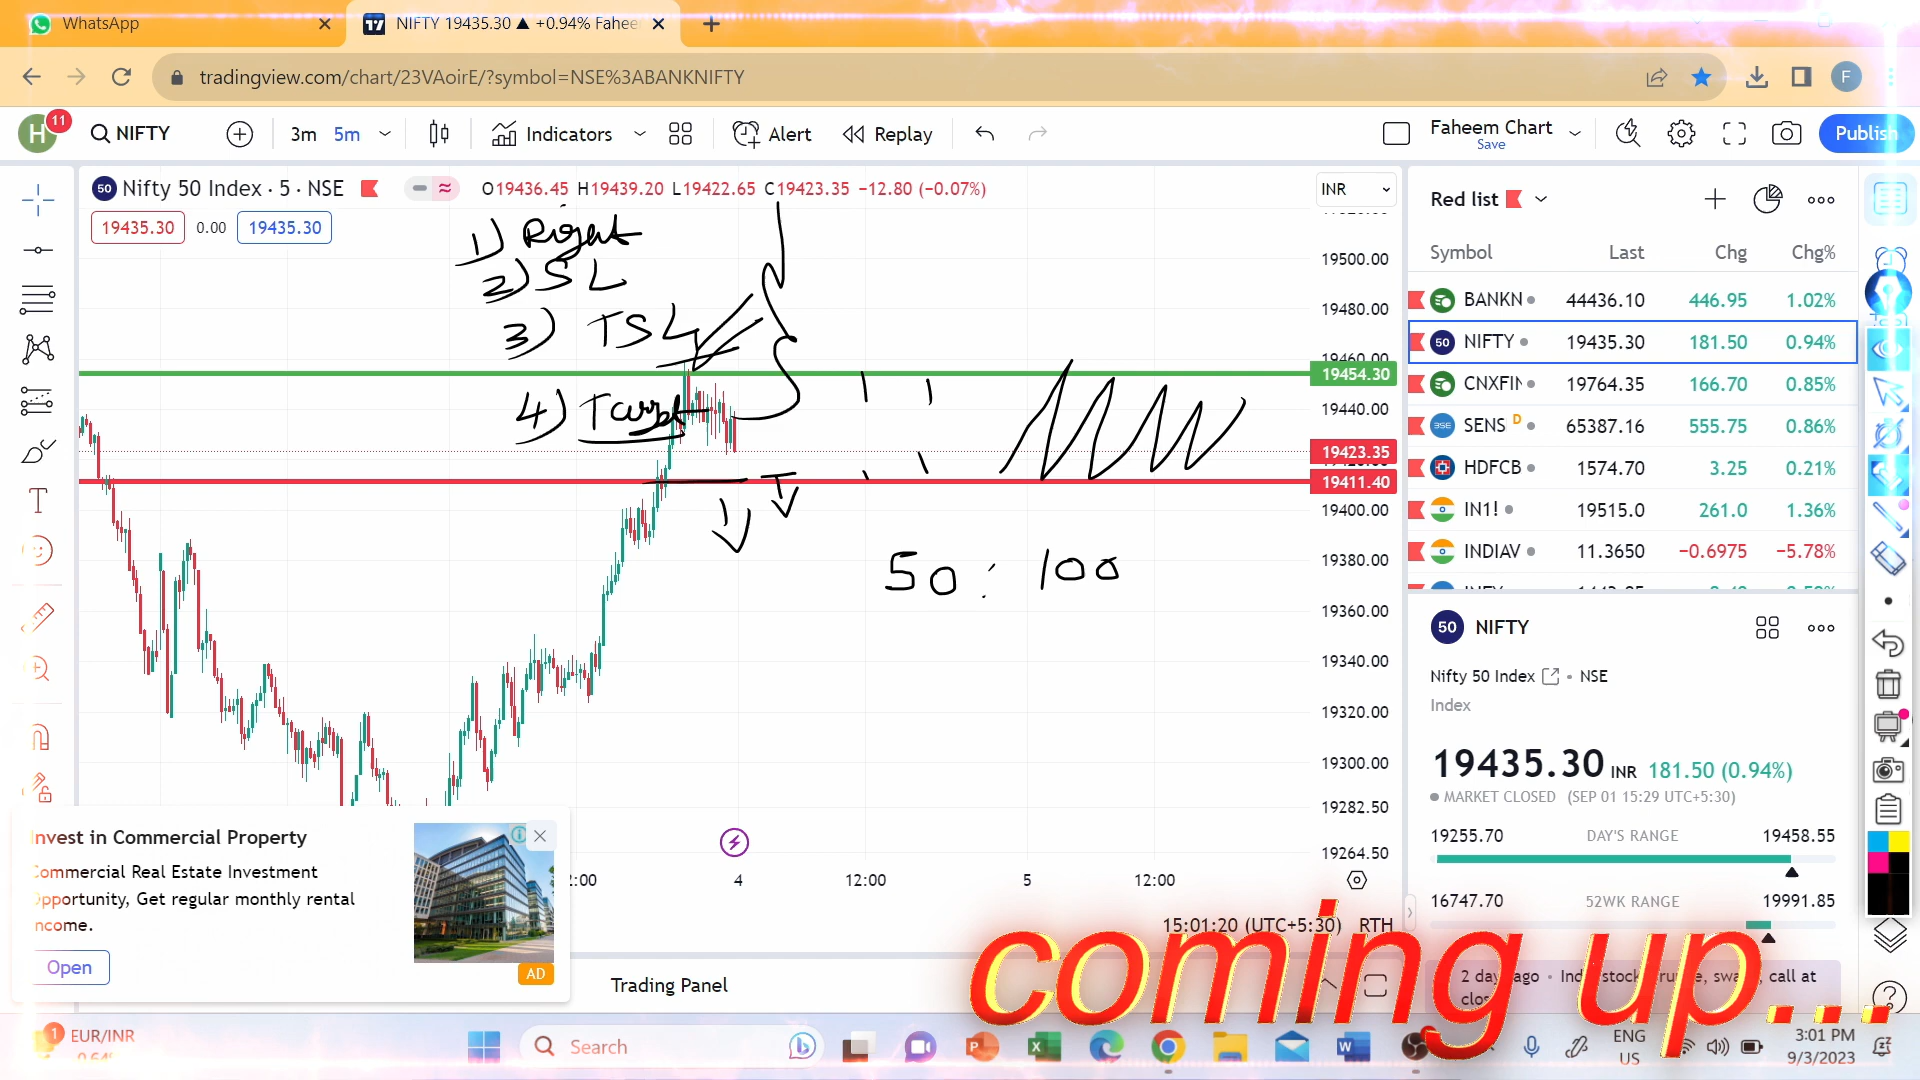 WhatsApp
NIFTY 19435.30 ▲ +0.94% Fahee
tradingview.com/chart/23VAoirE/?symbol=NSE%3ABANKNIFTY
F
H 11 NIFTY 3m 5m Indicators Alert Replay
Faheem Chart
Save
Publish
50 Nifty 50 Index · 5 · NSE O19436.45 H19439.20 L19422.65 C19423.35 −12.80 (−0.07%)
19435.30 0.00 19435.30
INR
1) Right
2) SL
3) TSL
4) Target
50 : 100
19500.00
19480.00
19460.00
19454.30
19440.00
19423.35
19411.40
19400.00
19380.00
19360.00
19340.00
19320.00
19300.00
19282.50
19264.50
2:00 4 12:00 5 12:00
15:01:20 (UTC+5:30) RTH
Red list
Symbol Last Chg Chg%
BANKN 44436.10 446.95 1.02%
50 NIFTY 19435.30 181.50 0.94%
CNXFIN 19764.35 166.70 0.85%
BSE SENS D 65387.16 555.75 0.86%
HDFCB 1574.70 3.25 0.21%
IN1! 19515.0 261.0 1.36%
INDIAV 11.3650 −0.6975 −5.78%
50 NIFTY
Nifty 50 Index • NSE
Index
19435.30 INR 181.50 (0.94%)
MARKET CLOSED (SEP 01 15:29 UTC+5:30)
19255.70 DAY'S RANGE 19458.55
16747.70 52WK RANGE 19991.85
Invest in Commercial Property
Commercial Real Estate Investment
Opportunity, Get regular monthly rental
income.
Open
AD
Trading Panel
coming up...
1 EUR/INR
Search
ENG
US
3:01 PM
9/3/2023